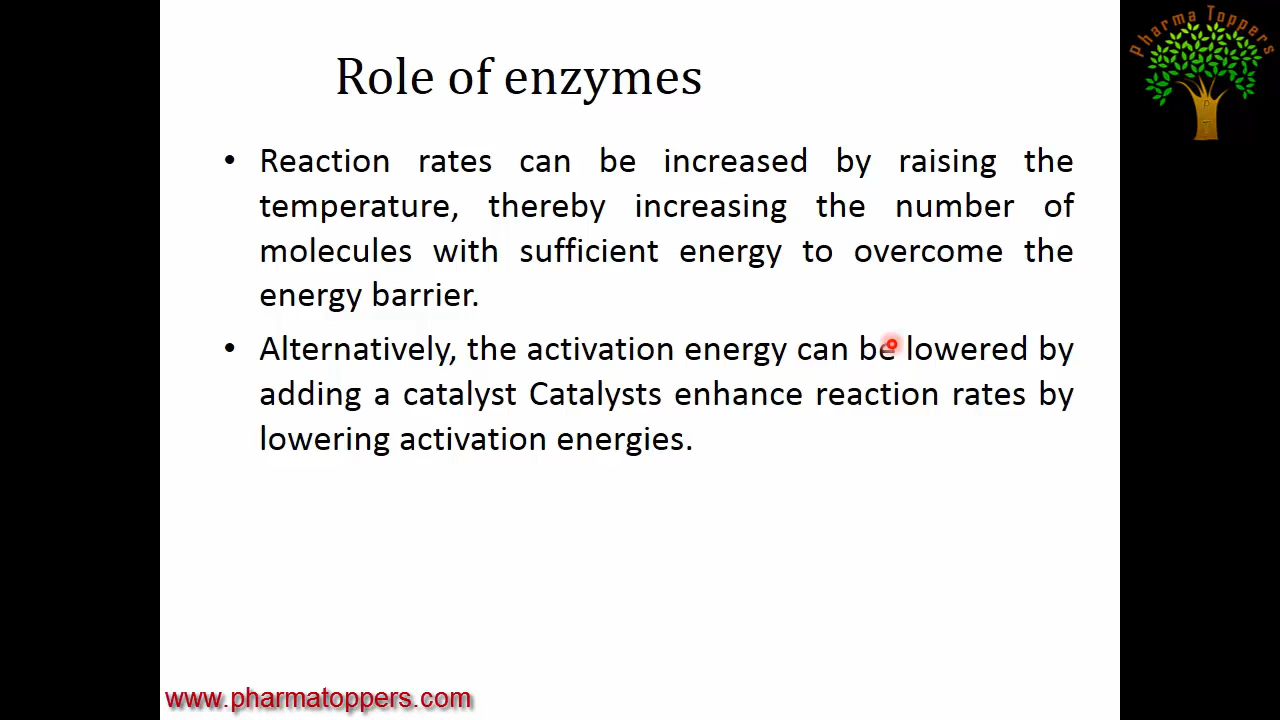 Pharma Toppers
Role of enzymes
• Reaction rates can be increased by raising the
temperature, thereby increasing the number of
molecules with sufficient energy to overcome the
energy barrier.
• Alternatively, the activation energy can be lowered by
adding a catalyst Catalysts enhance reaction rates by
lowering activation energies.
P
T
www.pharmatoppers.com